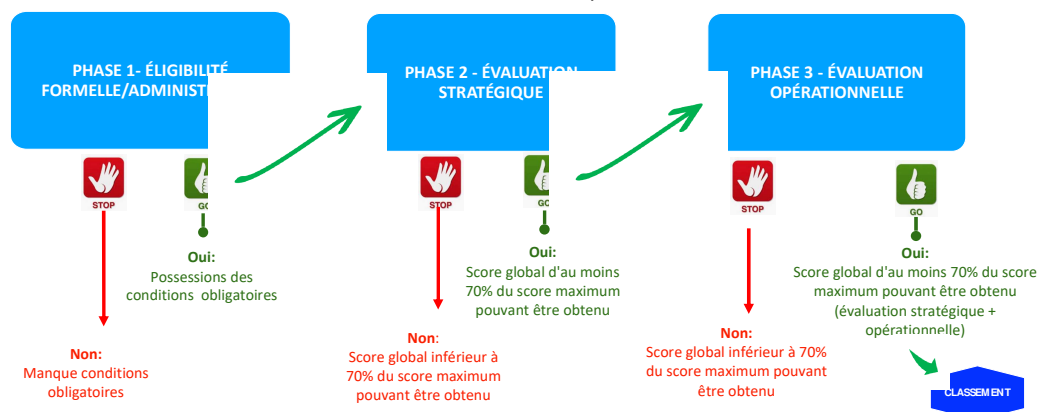 PHASE 1- ÉLIGIBILITÉ
FORMELLE/ADMINIST
STOP
GO
Oui:
Possessions des
conditions obligatoires
Non:
Manque conditions
obligatoires
PHASE 2 - ÉVALUATION
STRATÉGIQUE
STOP
GO
Oui:
Score global d'au moins
70% du score maximum
pouvant être obtenu
Non:
Score global inférieur à
70% du score maximum
pouvant être obtenu
PHASE 3 - ÉVALUATION
OPÉRATIONNELLE
STOP
GO
Oui:
Score global d'au moins 70% du score
maximum pouvant être obtenu
(évaluation stratégique +
opérationnelle)
Non:
Score global inférieur à 70%
du score maximum pouvant
être obtenu
CLASSEMENT